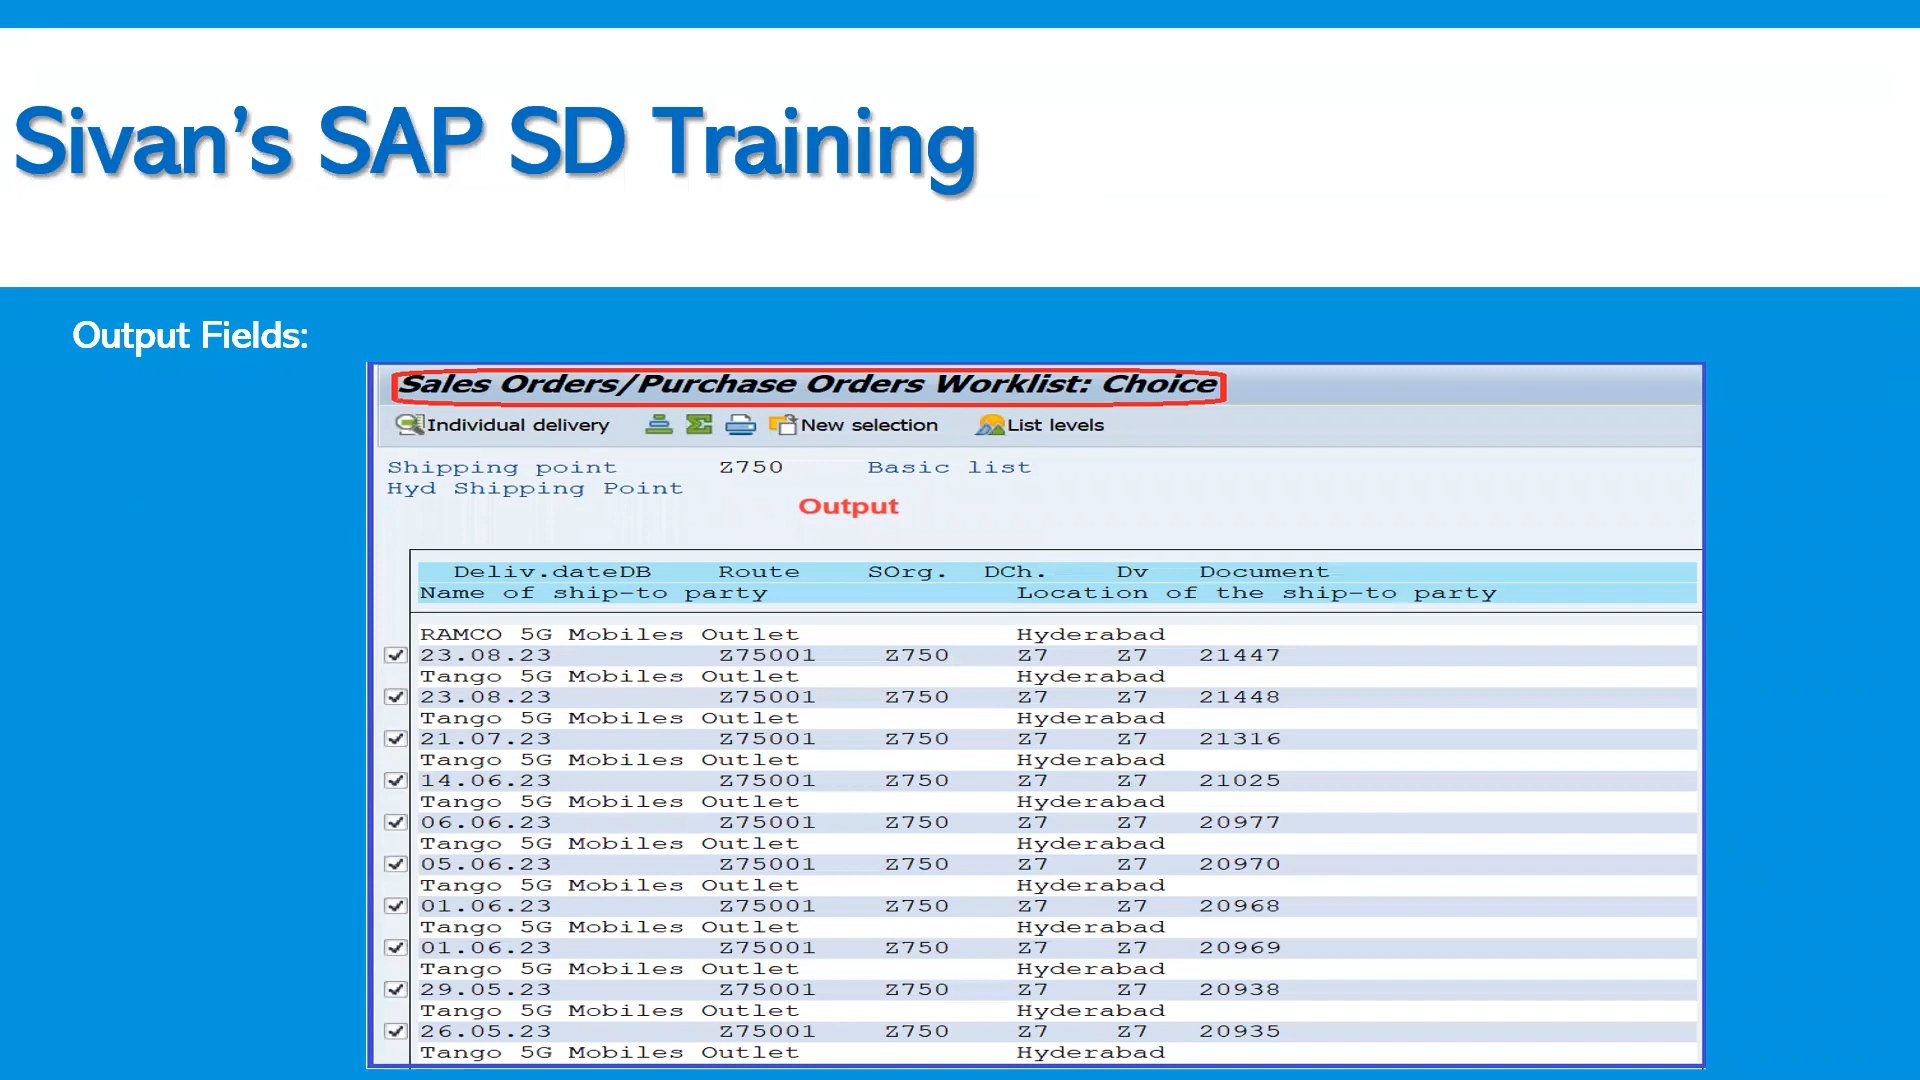 Sivan's SAP SD Training
Output Fields:
Sales Orders/Purchase Orders Worklist: Choice
Individual delivery New selection List levels
Shipping point Z750 Basic list
Hyd Shipping Point
Output
Deliv.dateDB Route SOrg. DCh. Dv Document
Name of ship-to party Location of the ship-to party
RAMCO 5G Mobiles Outlet Hyderabad
23.08.23 Z75001 Z750 Z7 Z7 21447
Tango 5G Mobiles Outlet Hyderabad
23.08.23 Z75001 Z750 Z7 Z7 21448
Tango 5G Mobiles Outlet Hyderabad
21.07.23 Z75001 Z750 Z7 Z7 21316
Tango 5G Mobiles Outlet Hyderabad
14.06.23 Z75001 Z750 Z7 Z7 21025
Tango 5G Mobiles Outlet Hyderabad
06.06.23 Z75001 Z750 Z7 Z7 20977
Tango 5G Mobiles Outlet Hyderabad
05.06.23 Z75001 Z750 Z7 Z7 20970
Tango 5G Mobiles Outlet Hyderabad
01.06.23 Z75001 Z750 Z7 Z7 20968
Tango 5G Mobiles Outlet Hyderabad
01.06.23 Z75001 Z750 Z7 Z7 20969
Tango 5G Mobiles Outlet Hyderabad
29.05.23 Z75001 Z750 Z7 Z7 20938
Tango 5G Mobiles Outlet Hyderabad
26.05.23 Z75001 Z750 Z7 Z7 20935
Tango 5G Mobiles Outlet Hyderabad